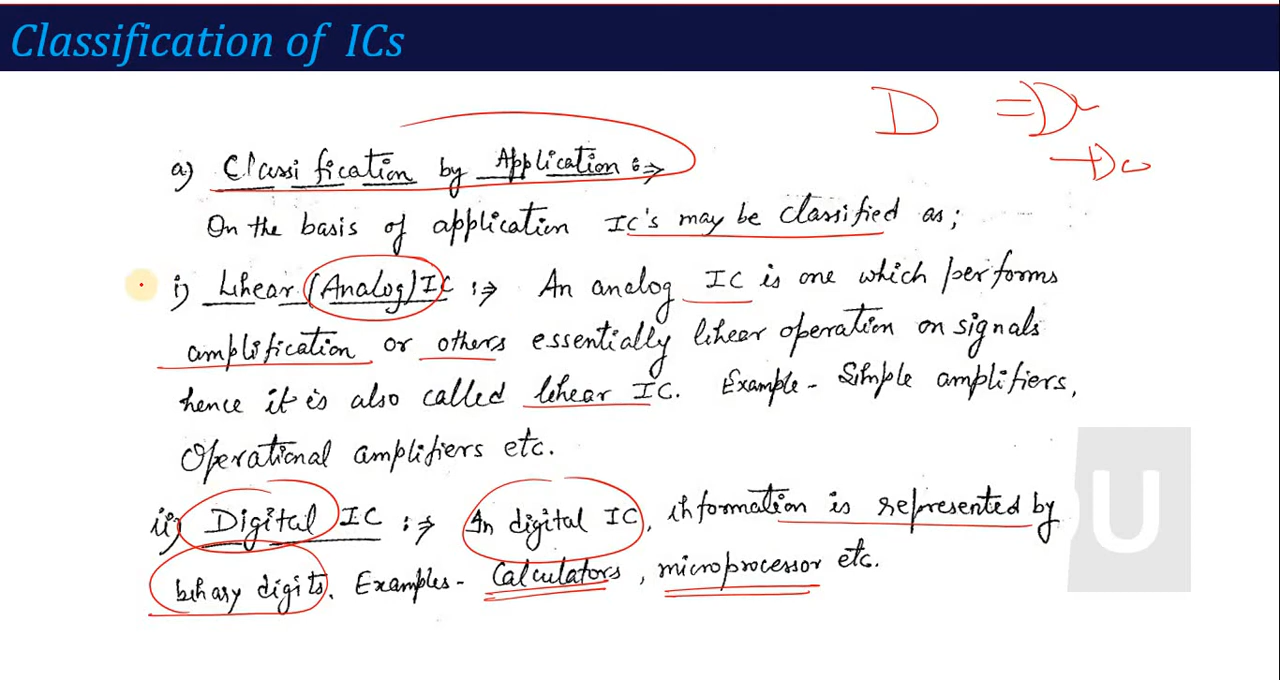 Classification of ICs
a) Classification by Application :⇒
On the basis of application IC's may be classified as;
i) Linear (Analog) IC :⇒ An analog IC is one which performs
amplification or others essentially linear operation on signals
hence it is also called linear IC. Example - Simple amplifiers,
Operational amplifiers etc.
ii) Digital IC :⇒ In digital IC, information is represented by
binary digits. Examples - Calculators, microprocessor etc.
U